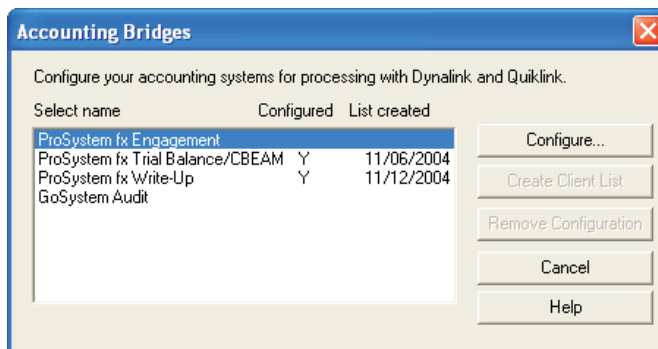 Accounting Bridges
Configure your accounting systems for processing with Dynalink and Quiklink.
Select name Configured List created
ProSystem fx Engagement
ProSystem fx Trial Balance/CBEAM Y 11/06/2004
ProSystem fx Write-Up Y 11/12/2004
GoSystem Audit
Configure...
Create Client List
Remove Configuration
Cancel
Help